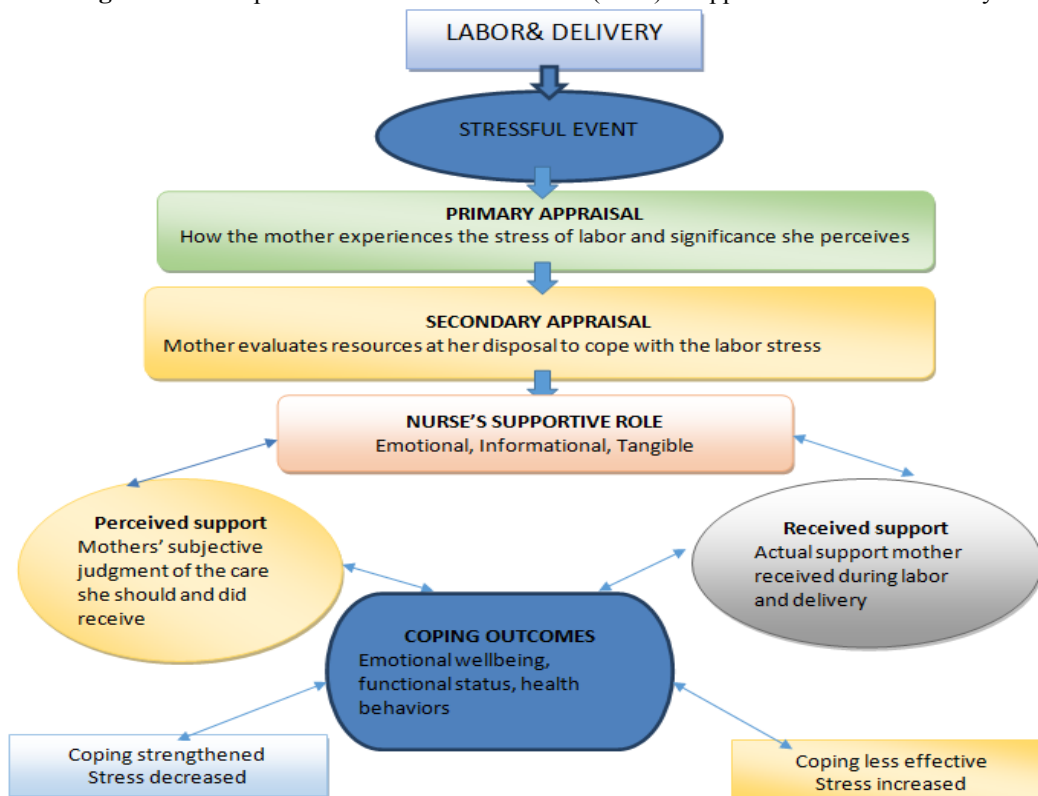 LABOR& DELIVERY
STRESSFUL EVENT
PRIMARY APPRAISAL
How the mother experiences the stress of labor and significance she perceives
SECONDARY APPRAISAL
Mother evaluates resources at her disposal to cope with the labor stress
NURSE’S SUPPORTIVE ROLE
Emotional, Informational, Tangible
Perceived support
Mothers’ subjective
judgment of the care
she should and did
receive
Received support
Actual support mother
received during labor
and delivery
COPING OUTCOMES
Emotional wellbeing,
functional status, health
behaviors
Coping strengthened
Stress decreased
Coping less effective
Stress increased